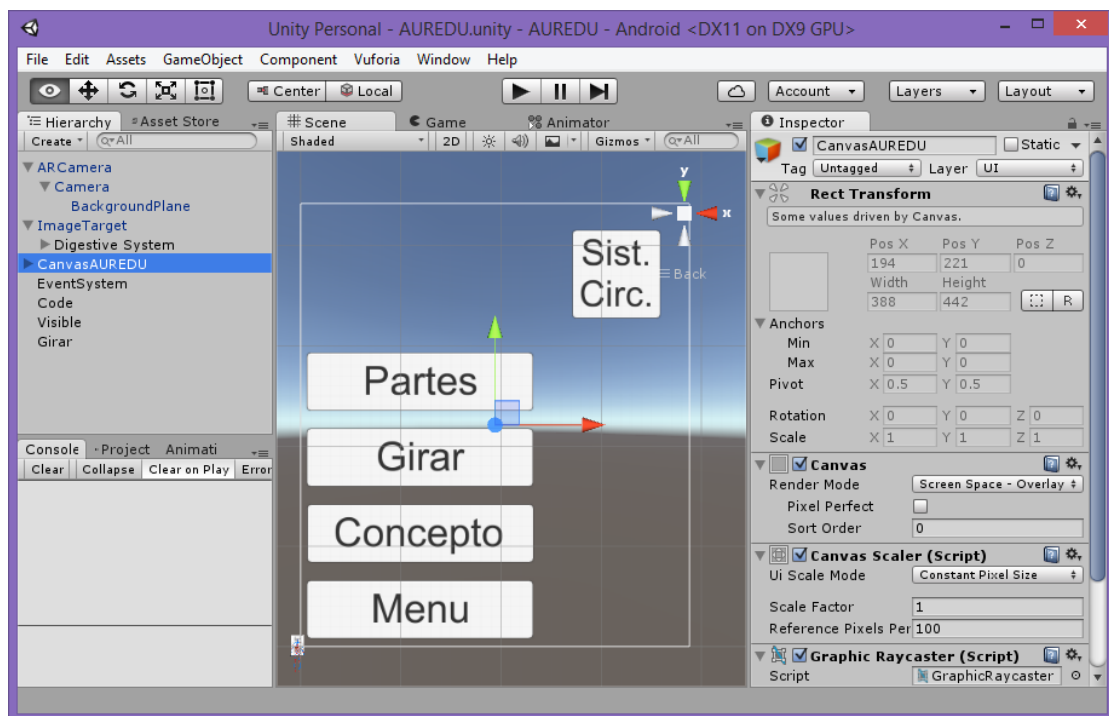 Unity Personal - AUREDU.unity - AUREDU - Android <DX11 on DX9 GPU>
File Edit Assets GameObject Component Vuforia Window Help
Center Local Account Layers Layout
Hierarchy Asset Store
Create All
ARCamera
Camera
BackgroundPlane
ImageTarget
Digestive System
CanvasAUREDU
EventSystem
Code
Visible
Girar
Console Project Animati
Clear Collapse Clear on Play Error
Scene Game Animator
Shaded 2D Gizmos All
y
x
Back
Sist.
Circ.
Partes
Girar
Concepto
Menu
Inspector
CanvasAUREDU Static
Tag Untagged Layer UI
Rect Transform
Some values driven by Canvas.
Pos X Pos Y Pos Z
194 221 0
Width Height
388 442 R
Anchors
Min X 0 Y 0
Max X 0 Y 0
Pivot X 0.5 Y 0.5
Rotation X 0 Y 0 Z 0
Scale X 1 Y 1 Z 1
Canvas
Render Mode Screen Space - Overlay
Pixel Perfect
Sort Order 0
Canvas Scaler (Script)
Ui Scale Mode Constant Pixel Size
Scale Factor 1
Reference Pixels Per 100
Graphic Raycaster (Script)
Script GraphicRaycaster